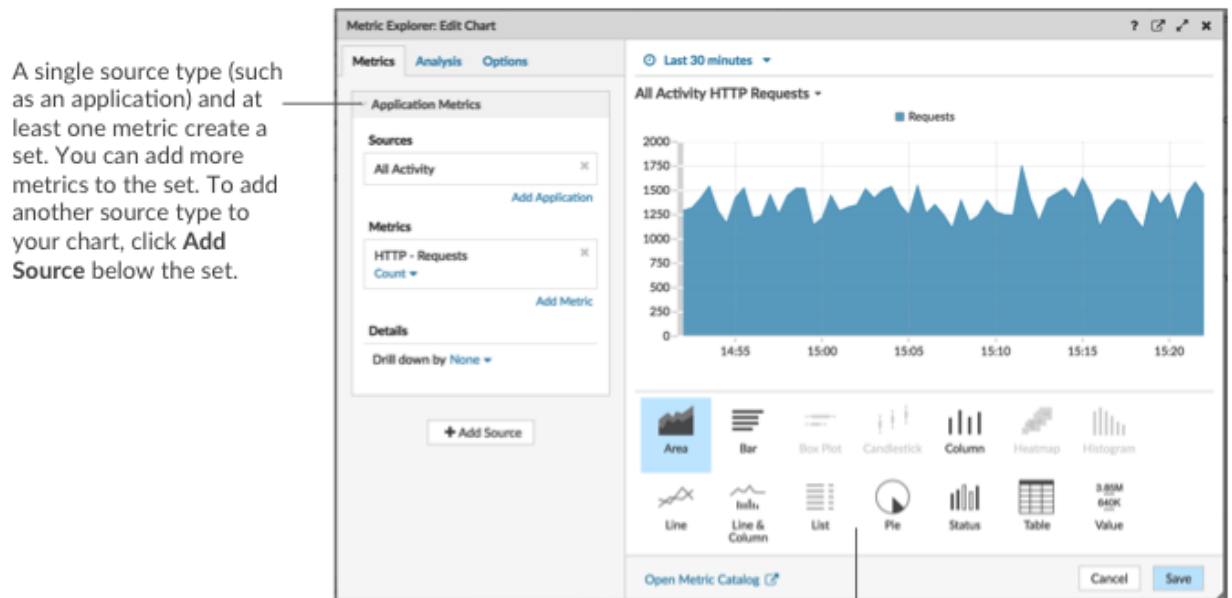 Metric Explorer: Edit Chart
?
A single source type (such
as an application) and at
least one metric create a
set. You can add more
metrics to the set. To add
another source type to
your chart, click Add
Source below the set.
Metrics Analysis Options
Application Metrics
Sources
All Activity
Add Application
Metrics
HTTP - Requests
Count
Add Metric
Details
Drill down by None
+ Add Source
Last 30 minutes
All Activity HTTP Requests
Requests
2000
1750
1500
1250
1000
750
500
250
0
14:55 15:00 15:05 15:10 15:15 15:20
Area Bar Box Plot Candlestick Column Heatmap Histogram
3.85M
640K
Line Line & Column List Pie Status Table Value
Open Metric Catalog
Cancel Save